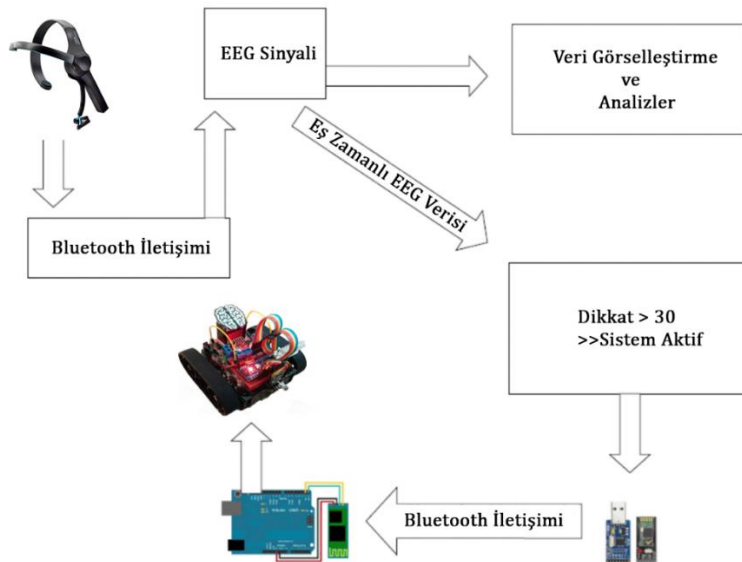 EEG Sinyali
Veri Görselleştirme
ve
Analizler
Eş Zamanlı EEG Verisi
Bluetooth İletişimi
Dikkat > 30
>>Sistem Aktif
Bluetooth İletişimi